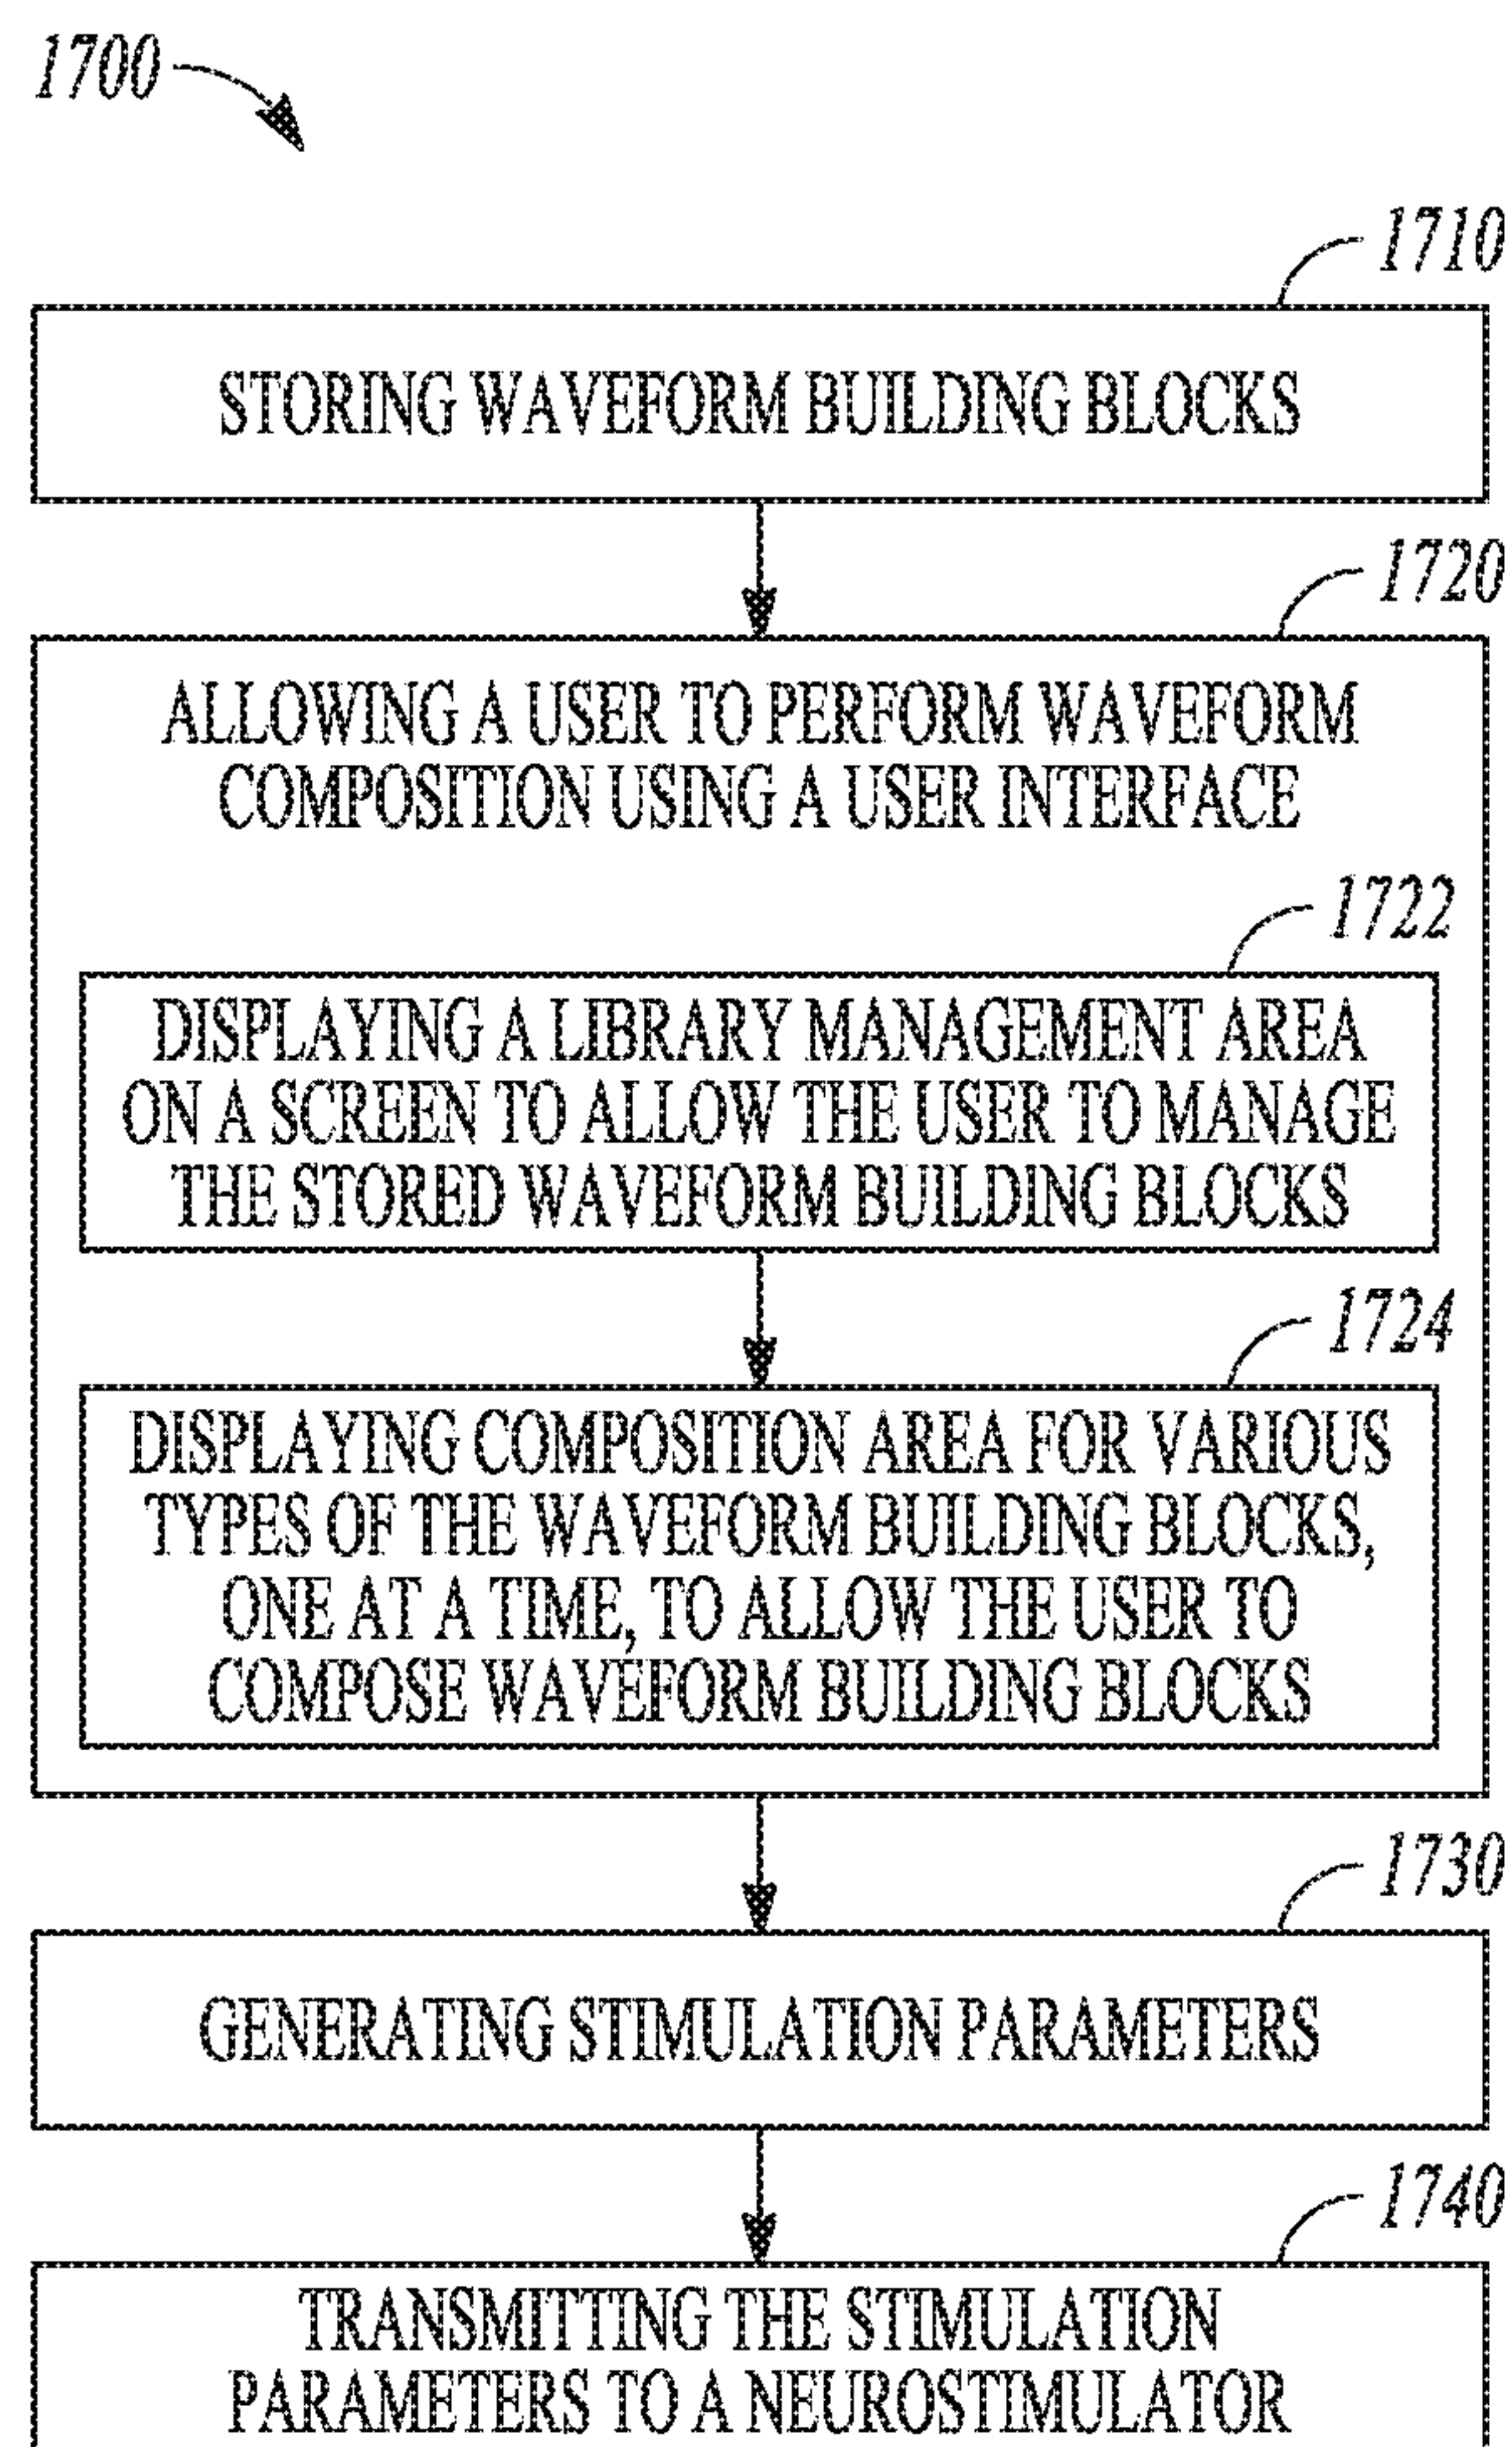 1700
1710
STORING WAVEFORM BUILDING BLOCKS
1720
ALLOWING A USER TO PERFORM WAVEFORM
COMPOSITION USING A USER INTERFACE
1722
DISPLAYING A LIBRARY MANAGEMENT AREA
ON A SCREEN TO ALLOW THE USER TO MANAGE
THE STORED WAVEFORM BUILDING BLOCKS
1724
DISPLAYING COMPOSITION AREA FOR VARIOUS
TYPES OF THE WAVEFORM BUILDING BLOCKS,
ONE AT A TIME, TO ALLOW THE USER TO
COMPOSE WAVEFORM BUILDING BLOCKS
1730
GENERATING STIMULATION PARAMETERS
1740
TRANSMITTING THE STIMULATION
PARAMETERS TO A NEUROSTIMULATOR